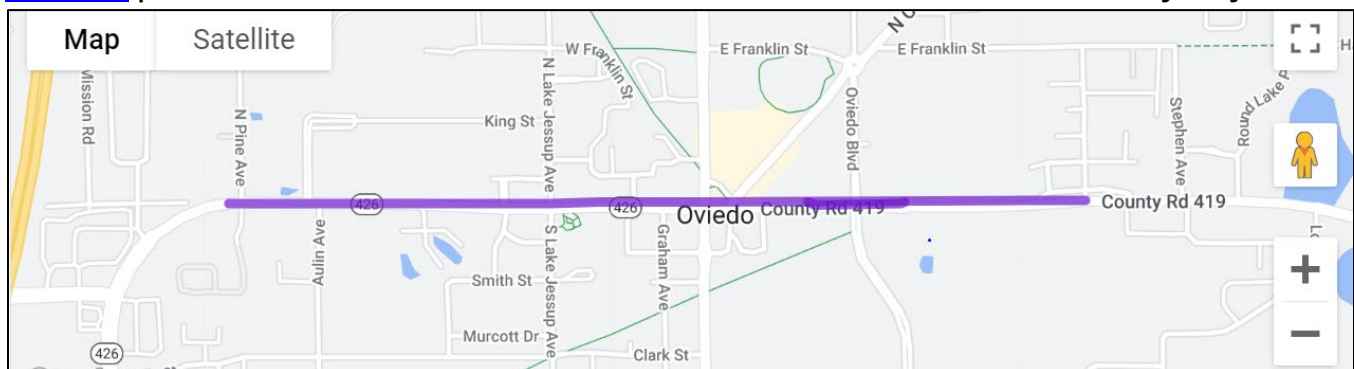 Map
Satellite
W Franklin St
E Franklin St
E Franklin St
Mission Rd
N Pine Ave
King St
N Lake Jessup Ave
Oviedo Blvd
Stephen Ave
Round Lake
426
426
Oviedo
County Rd 419
County Rd 419
Aulin Ave
S Lake Jessup Ave
Graham Ave
Smith St
Murcott Dr
Clark St
426